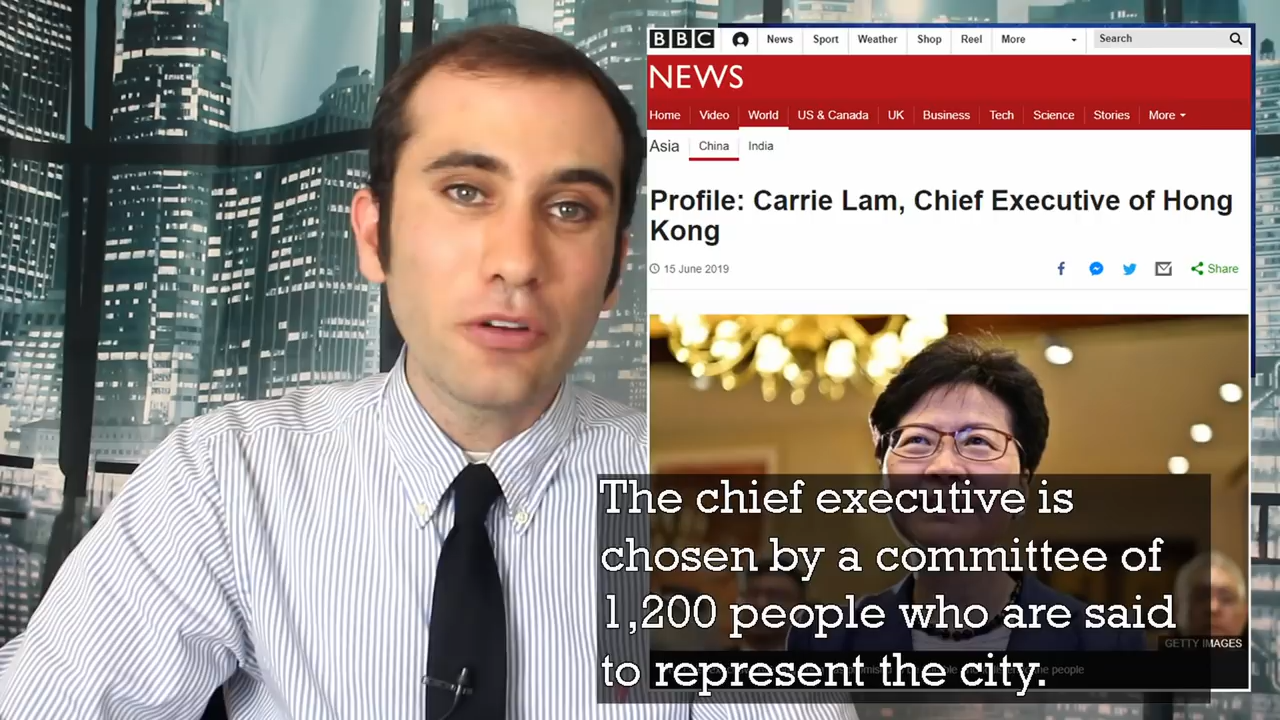 BBC News Sport Weather Shop Reel More Search
NEWS
Home Video World US & Canada UK Business Tech Science Stories More
Asia China India
Profile: Carrie Lam, Chief Executive of Hong
Kong
15 June 2019 Share
The chief executive is
chosen by a committee of
1,200 people who are said
to represent the city.
GETTY IMAGES
people